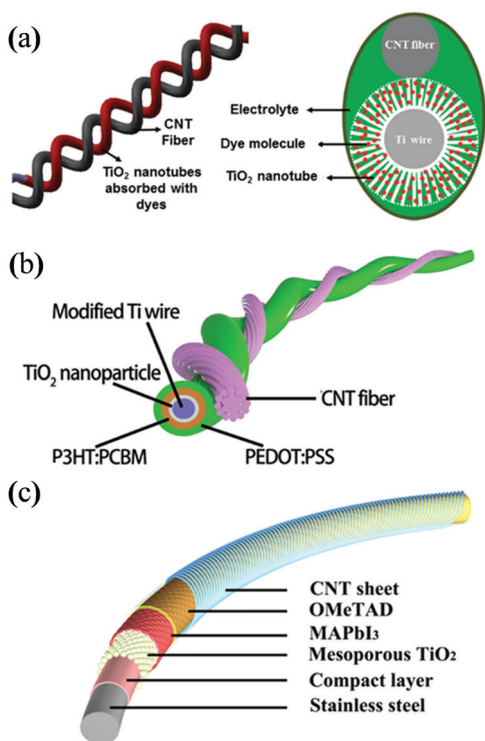 (a)
CNT
Fiber
TiO₂ nanotubes
absorbed with
dyes
CNT fiber
Electrolyte
Dye molecule
Ti wire
TiO₂ nanotube
(b)
Modified Ti wire
TiO₂ nanoparticle
CNT fiber
P3HT:PCBM
PEDOT:PSS
(c)
CNT sheet
OMeTAD
MAPbI₃
Mesoporous TiO₂
Compact layer
Stainless steel